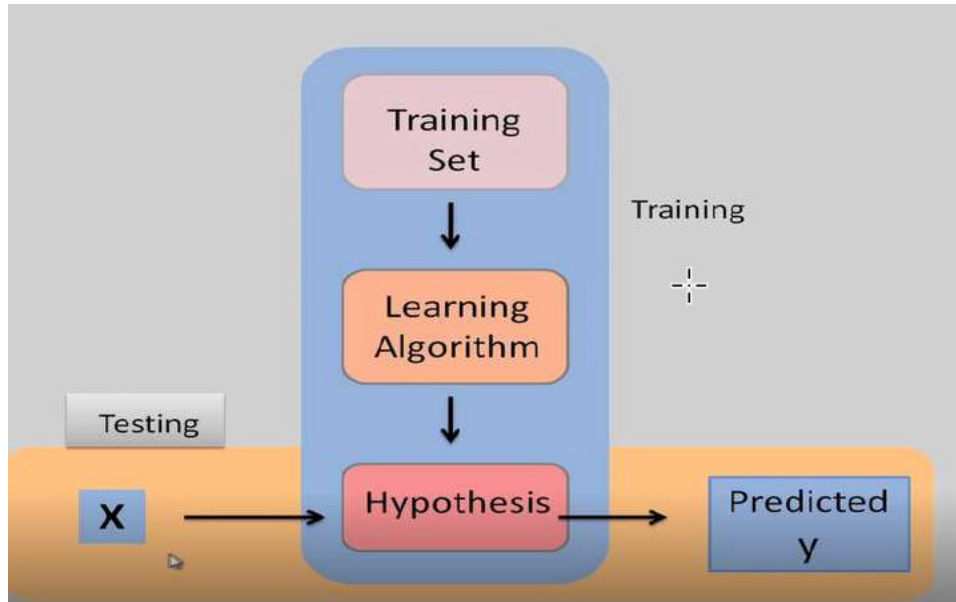 Training
Set
Training
Learning
Algorithm
Testing
X
Hypothesis
Predicted
y